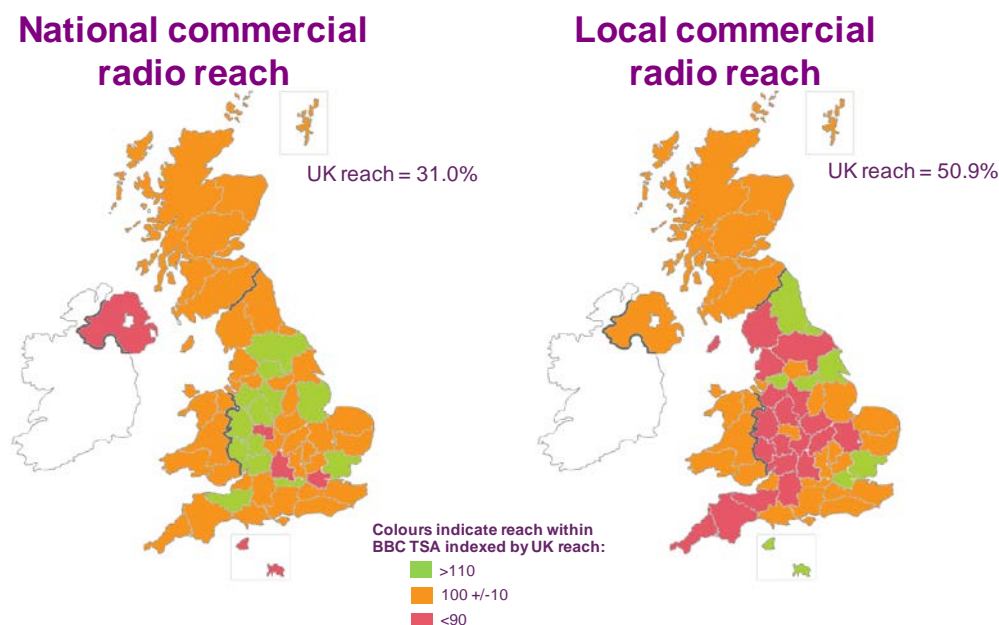 National commercial
radio reach
Local commercial
radio reach
UK reach = 31.0%
UK reach = 50.9%
Colours indicate reach within
BBC TSA indexed by UK reach:
>110
100 +/-10
<90